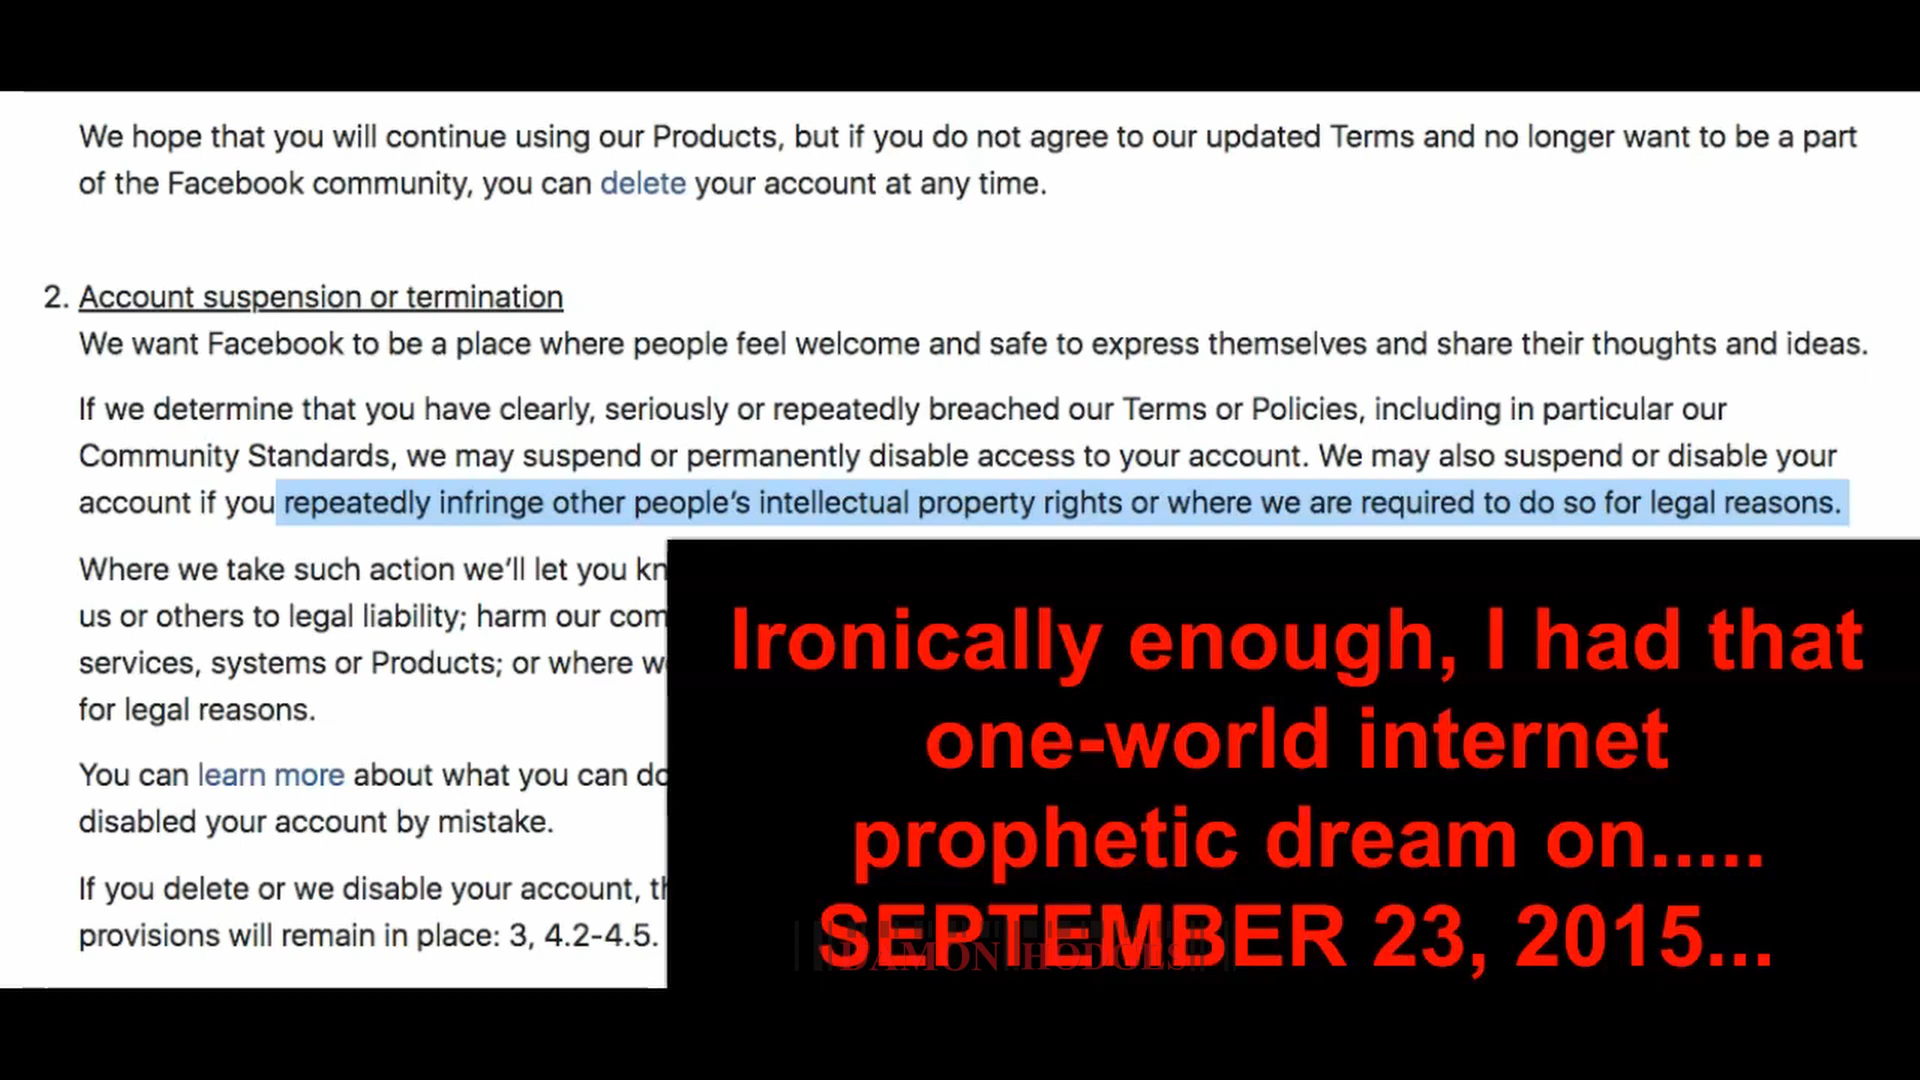 We hope that you will continue using our Products, but if you do not agree to our updated Terms and no longer want to be a part
of the Facebook community, you can delete your account at any time.
2. Account suspension or termination
We want Facebook to be a place where people feel welcome and safe to express themselves and share their thoughts and ideas.
If we determine that you have clearly, seriously or repeatedly breached our Terms or Policies, including in particular our
Community Standards, we may suspend or permanently disable access to your account. We may also suspend or disable your
account if you repeatedly infringe other people's intellectual property rights or where we are required to do so for legal reasons.
Where we take such action we'll let you
us or others to legal liability; harm our
services, systems or Products; or where
for legal reasons.
You can learn more about what you can
disabled your account by mistake.
If you delete or we disable your account,
provisions will remain in place: 3, 4.2-4.5.
Ironically enough, I had that
one-world internet
prophetic dream on.....
SEPTEMBER 23, 2015...
DAMON HODGES